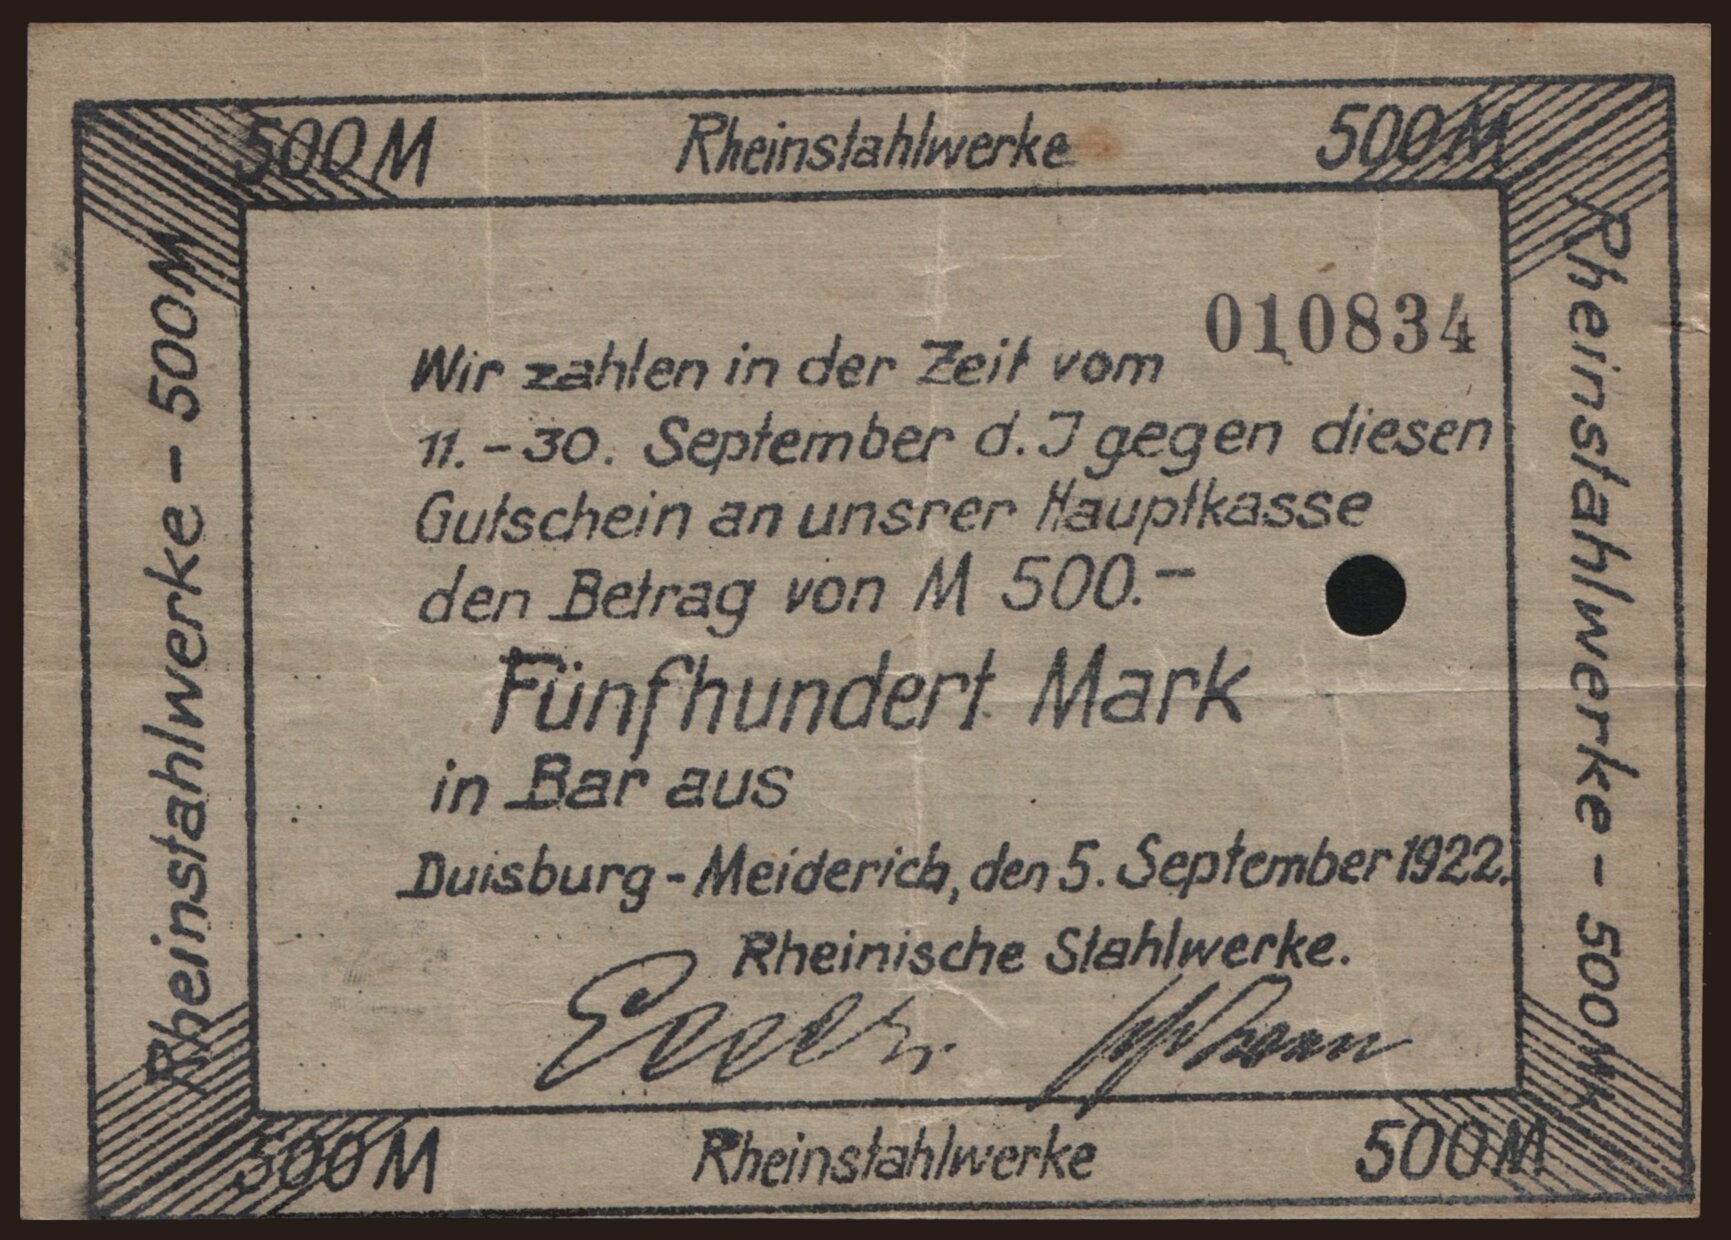 500 M Rheinstahlwerke 500 M
Rheinstahlwerke - 500 M
Rheinstahlwerke - 500 Mk
010834
Wir zahlen in der Zeit vom
11. - 30. September d. J gegen diesen
Gutschein an unsrer Hauptkasse
den Betrag von M 500.-
Fünfhundert Mark
in Bar aus
Duisburg - Meiderich, den 5. September 1922.
Rheinische Stahlwerke.
500 M Rheinstahlwerke 500 M